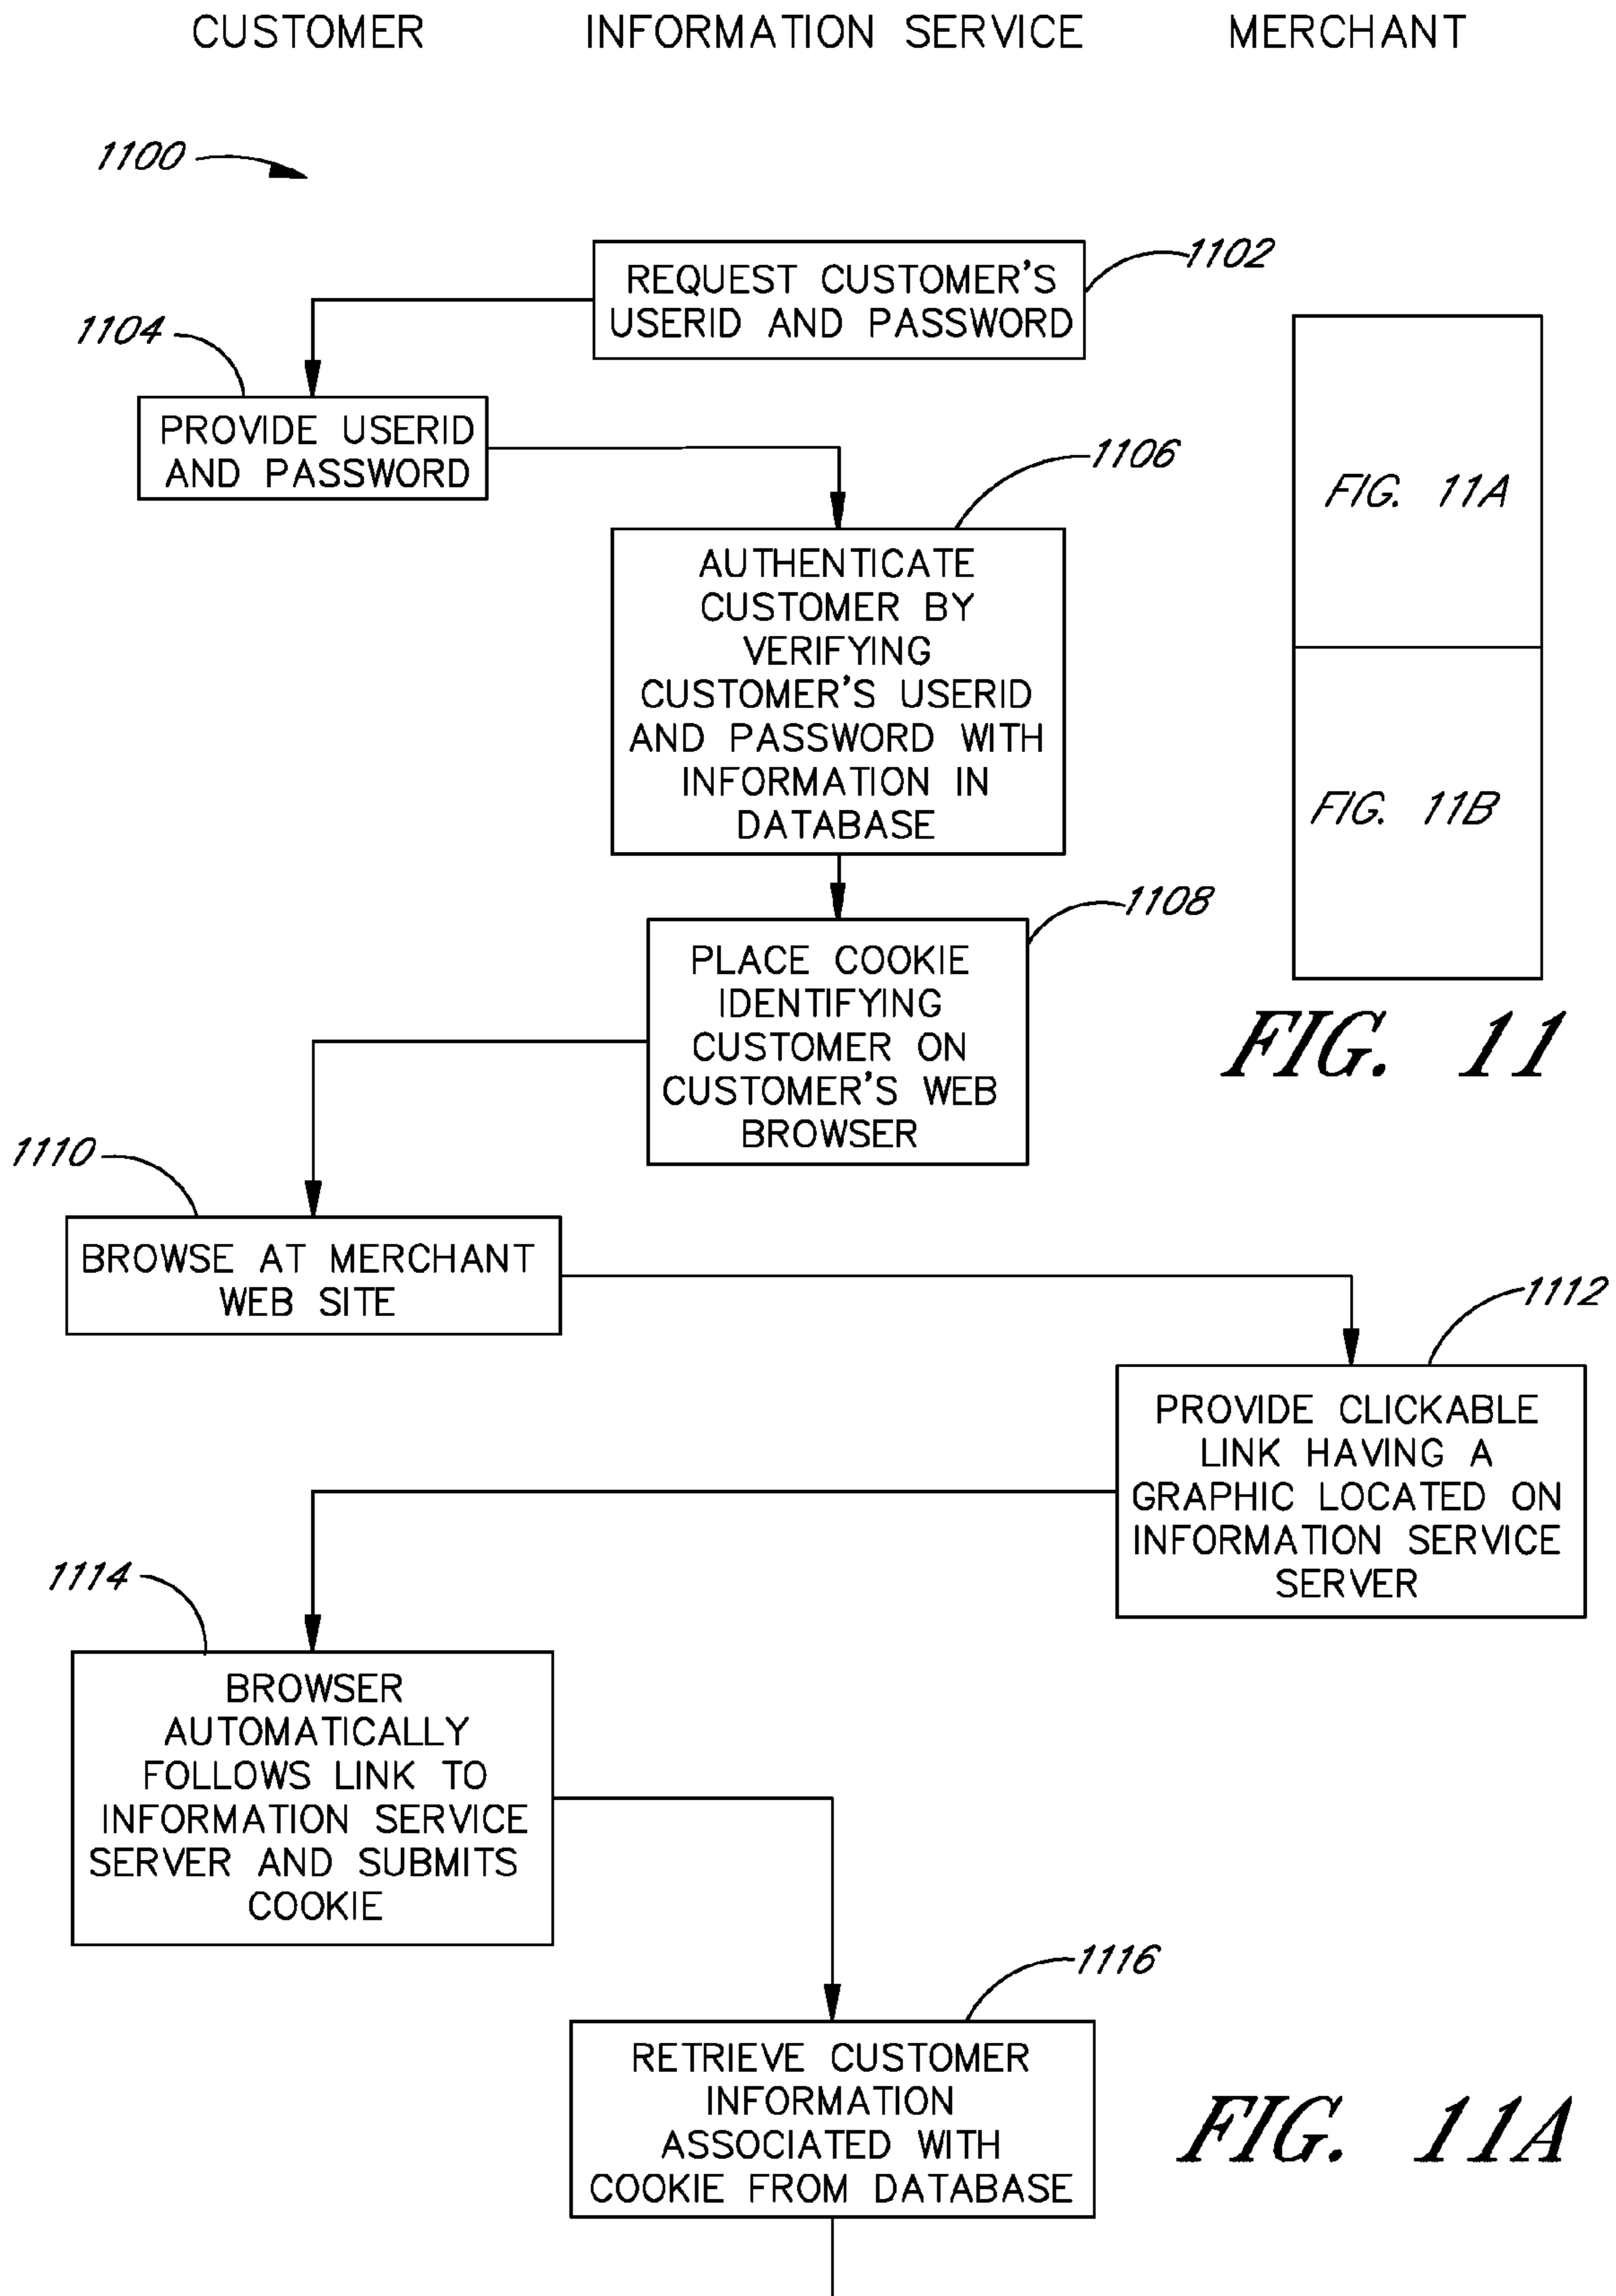 CUSTOMER INFORMATION SERVICE MERCHANT
1100
1102
REQUEST CUSTOMER'S
USERID AND PASSWORD
1104
PROVIDE USERID
AND PASSWORD
1106
AUTHENTICATE
CUSTOMER BY
VERIFYING
CUSTOMER'S USERID
AND PASSWORD WITH
INFORMATION IN
DATABASE
FIG. 11A
FIG. 11B
FIG. 11
1108
PLACE COOKIE
IDENTIFYING
CUSTOMER ON
CUSTOMER'S WEB
BROWSER
1110
BROWSE AT MERCHANT
WEB SITE
1112
PROVIDE CLICKABLE
LINK HAVING A
GRAPHIC LOCATED ON
INFORMATION SERVICE
SERVER
1114
BROWSER
AUTOMATICALLY
FOLLOWS LINK TO
INFORMATION SERVICE
SERVER AND SUBMITS
COOKIE
1116
RETRIEVE CUSTOMER
INFORMATION
ASSOCIATED WITH
COOKIE FROM DATABASE
FIG. 11A